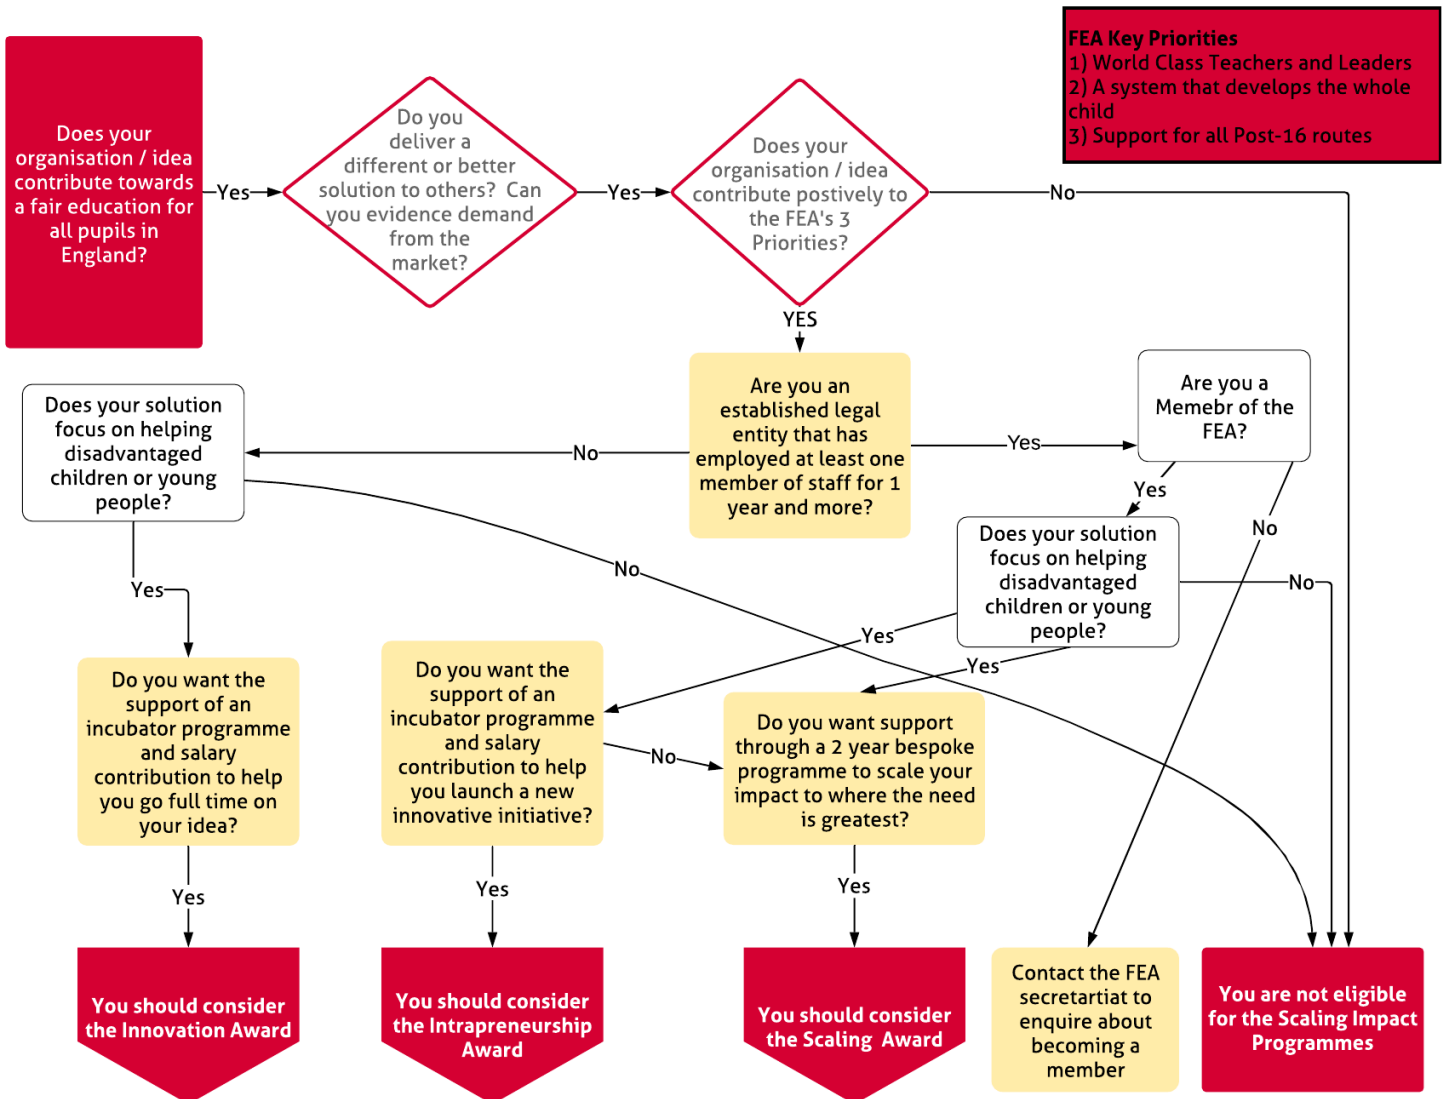 FEA Key Priorities
1) World Class Teachers and Leaders
2) A system that develops the whole
child
3) Support for all Post-16 routes
Does your
organisation / idea
contribute towards
a fair education for
all pupils in
England?
Yes
Do you
deliver a
different or better
solution to others? Can
you evidence demand
from the
market?
Yes
Does your
organisation / idea
contribute postively to
the FEA's 3
Priorities?
No
YES
Are you an
established legal
entity that has
employed at least one
member of staff for 1
year and more?
No
Yes
Are you a
Memebr of the
FEA?
Yes
No
Does your solution
focus on helping
disadvantaged
children or young
people?
Yes
No
Does your solution
focus on helping
disadvantaged
children or young
people?
No
Yes
Yes
Do you want the
support of an
incubator programme
and salary
contribution to help
you go full time on
your idea?
Yes
Do you want the
support of an
incubator programme
and salary
contribution to help
you launch a new
innovative initiative?
No
Yes
Do you want support
through a 2 year bespoke
programme to scale your
impact to where the need
is greatest?
Yes
You should consider
the Innovation Award
You should consider
the Intrapreneurship
Award
You should consider
the Scaling Award
Contact the FEA
secretartiat to
enquire about
becoming a
member
You are not eligible
for the Scaling Impact
Programmes